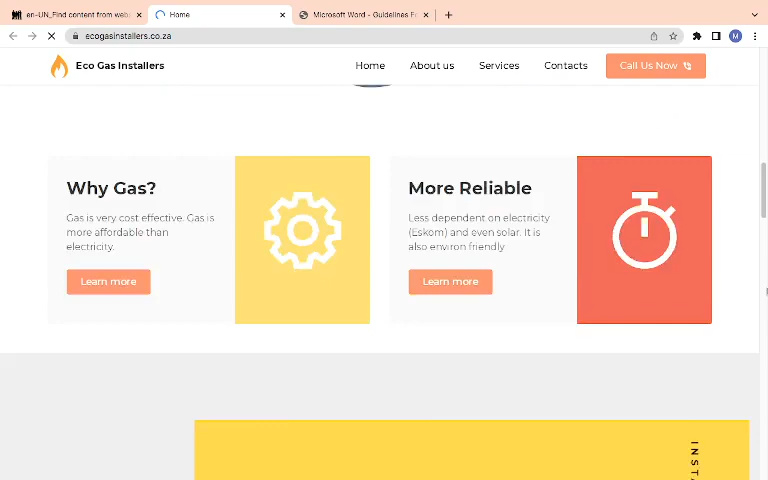 en-UN_Find content from web
Home
Microsoft Word - Guidelines Fo
ecogasinstallers.co.za
M
Eco Gas Installers
Home
About us
Services
Contacts
Call Us Now
Why Gas?
Gas is very cost effective. Gas is
more affordable than
electricity.
Learn more
More Reliable
Less dependent on electricity
(Eskom) and even solar. It is
also environ friendly
Learn more
INSTA